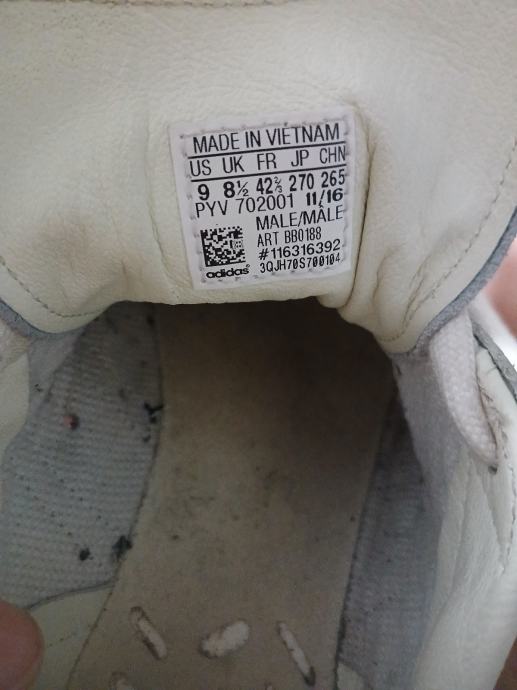 MADE IN VIETNAM
US UK FR JP CHN
9 8½ 42⅔ 270 265
PYV 702001 11/16
MALE/MÂLE
ART BB0188
#116316392
adidas 3QJH70S700104